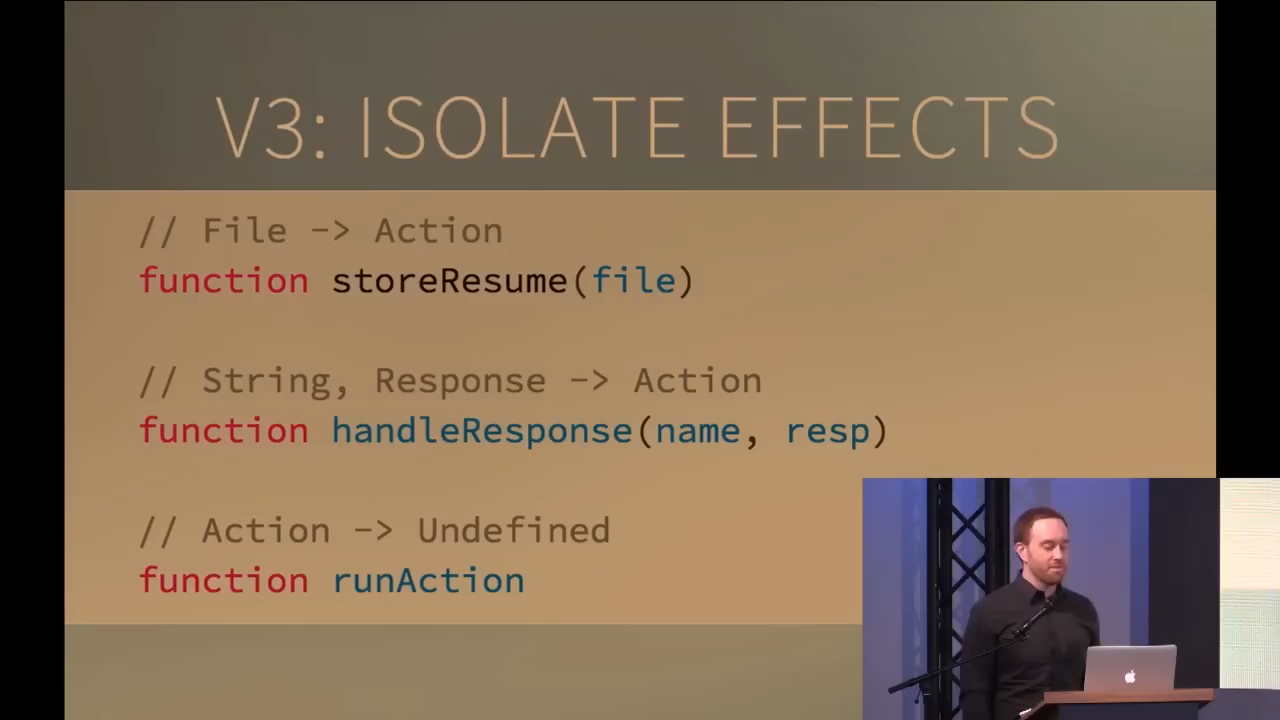 V3: ISOLATE EFFECTS
// File -> Action
function storeResume(file)
// String, Response -> Action
function handleResponse(name, resp)
// Action -> Undefined
function runAction